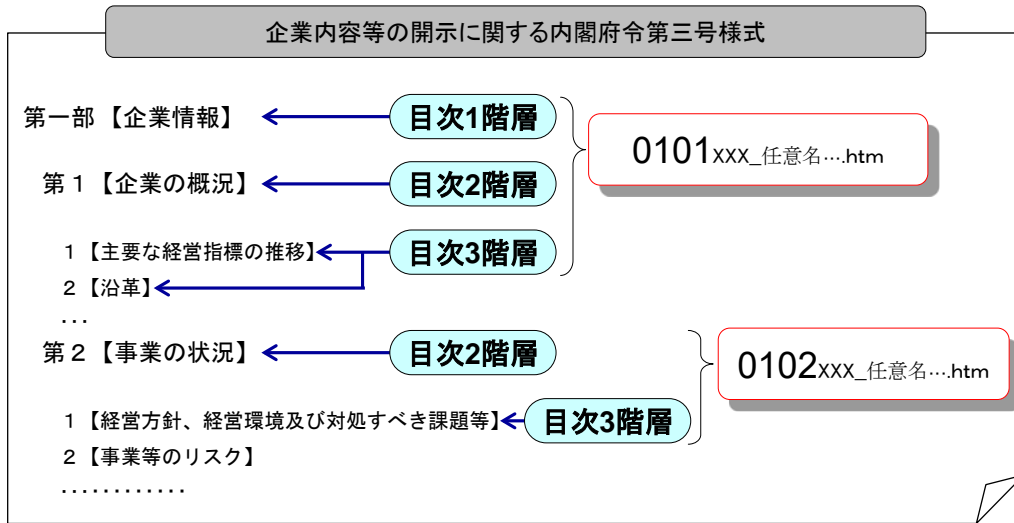 企業内容等の開示に関する内閣府令第三号様式
第一部【企業情報】 目次1階層
0101XXX_任意名….htm
第1【企業の概況】 目次2階層
1【主要な経営指標の推移】 目次3階層
2【沿革】
...
第2【事業の状況】 目次2階層
0102XXX_任意名….htm
1【経営方針、経営環境及び対処すべき課題等】 目次3階層
2【事業等のリスク】
............